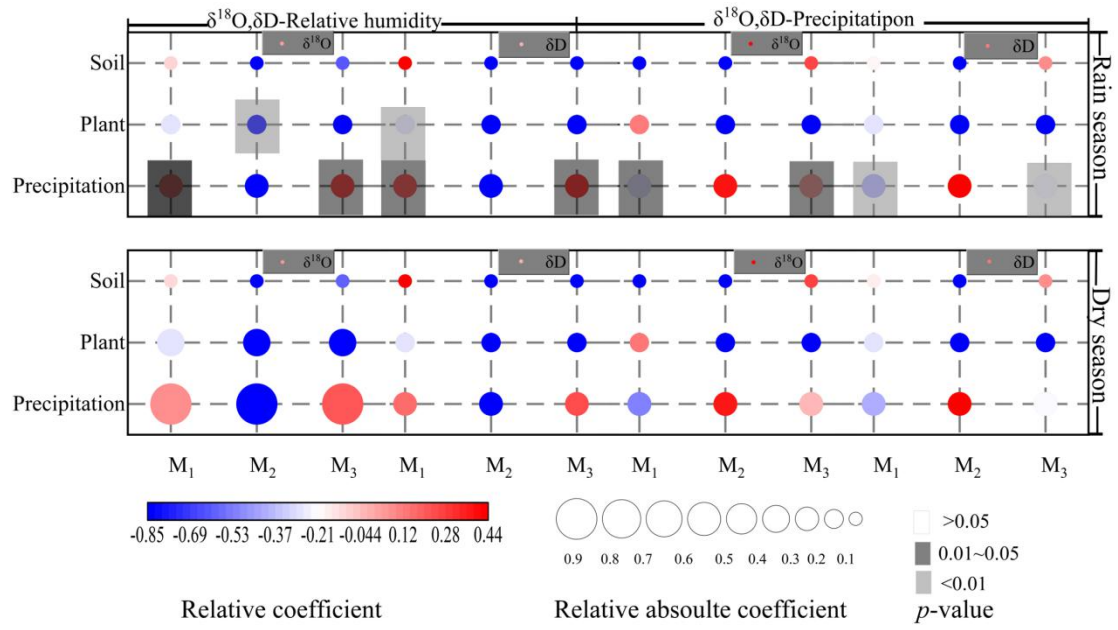 δ¹⁸O,δD-Relative humidity
δ¹⁸O,δD-Precipitatipon
δ¹⁸O
δD
δ¹⁸O
δD
Soil
Plant
Precipitation
Rain season
δ¹⁸O
δD
δ¹⁸O
δD
Soil
Plant
Precipitation
Dry season
M₁ M₂ M₃ M₁ M₂ M₃ M₁ M₂ M₃ M₁ M₂ M₃
-0.85 -0.69 -0.53 -0.37 -0.21 -0.044 0.12 0.28 0.44
Relative coefficient
0.9 0.8 0.7 0.6 0.5 0.4 0.3 0.2 0.1
Relative absoulte coefficient
>0.05
0.01~0.05
<0.01
p-value